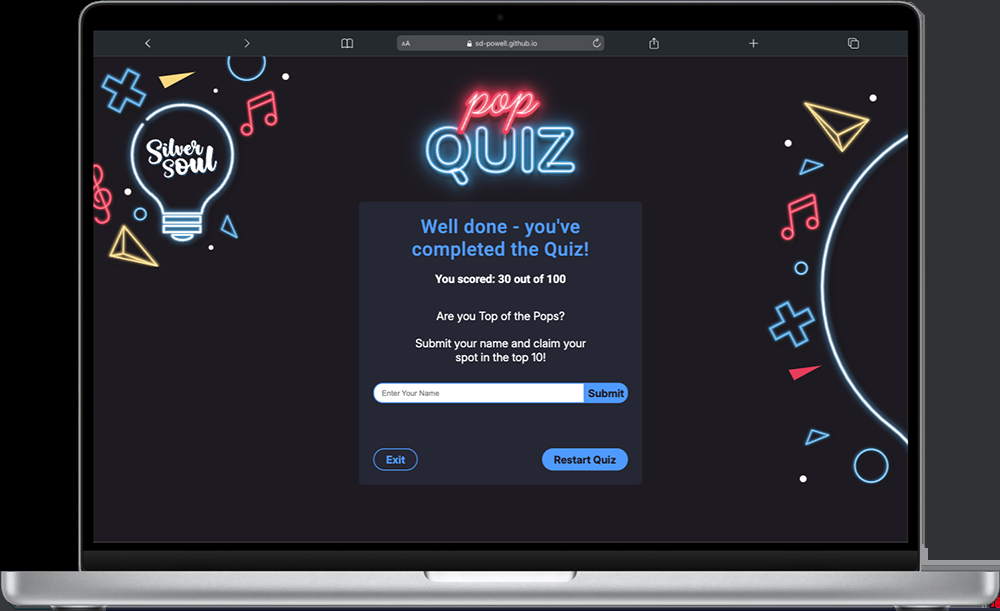 AA sd-powell.github.io
Silver
Soul
pop
QUIZ
Well done - you've
completed the Quiz!
You scored: 30 out of 100
Are you Top of the Pops?
Submit your name and claim your
spot in the top 10!
Enter Your Name Submit
Exit Restart Quiz